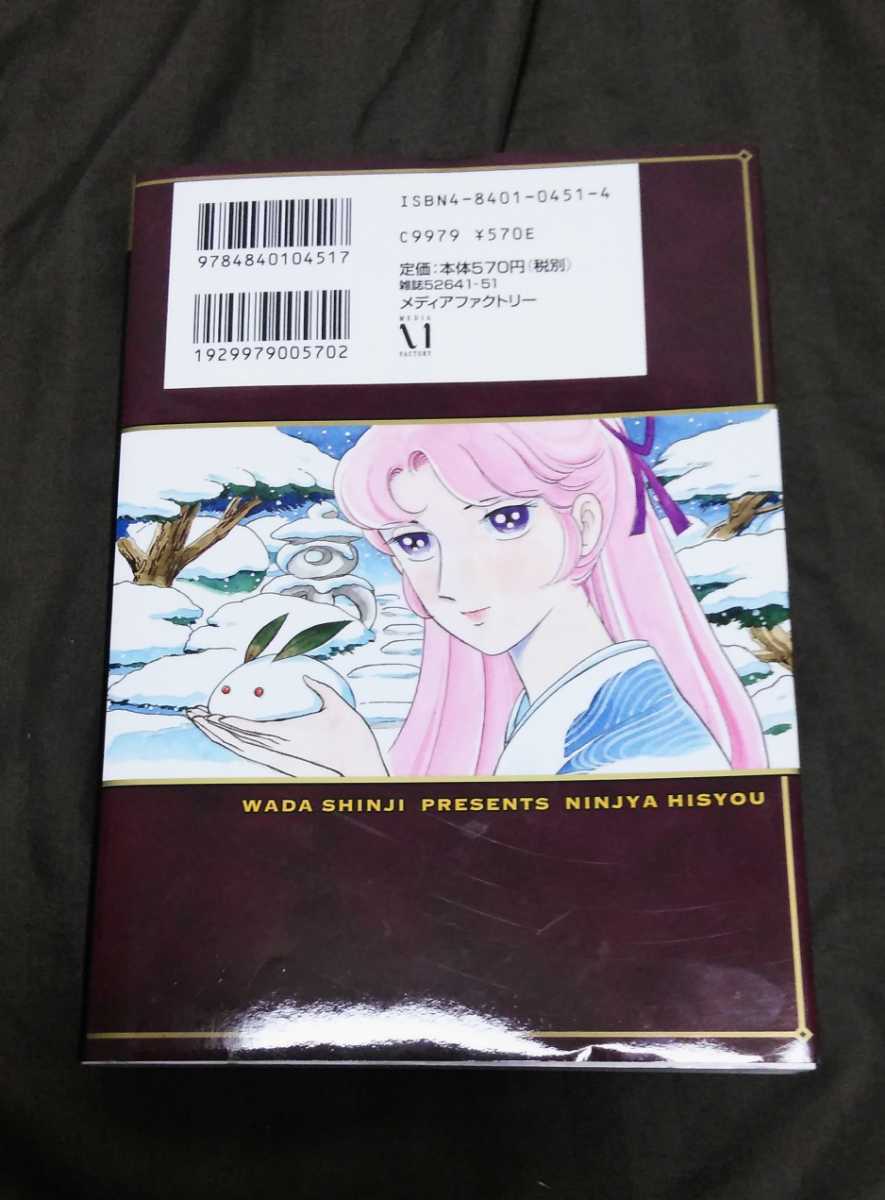 ISBN4-8401-0451-4
9784840104517
C9979 ¥570E
定価:本体570円(税別)
雑誌52641-51
メディアファクトリー
1929979005702
MEDIA
FACTORY
WADA SHINJI PRESENTS NINJYA HISYOU